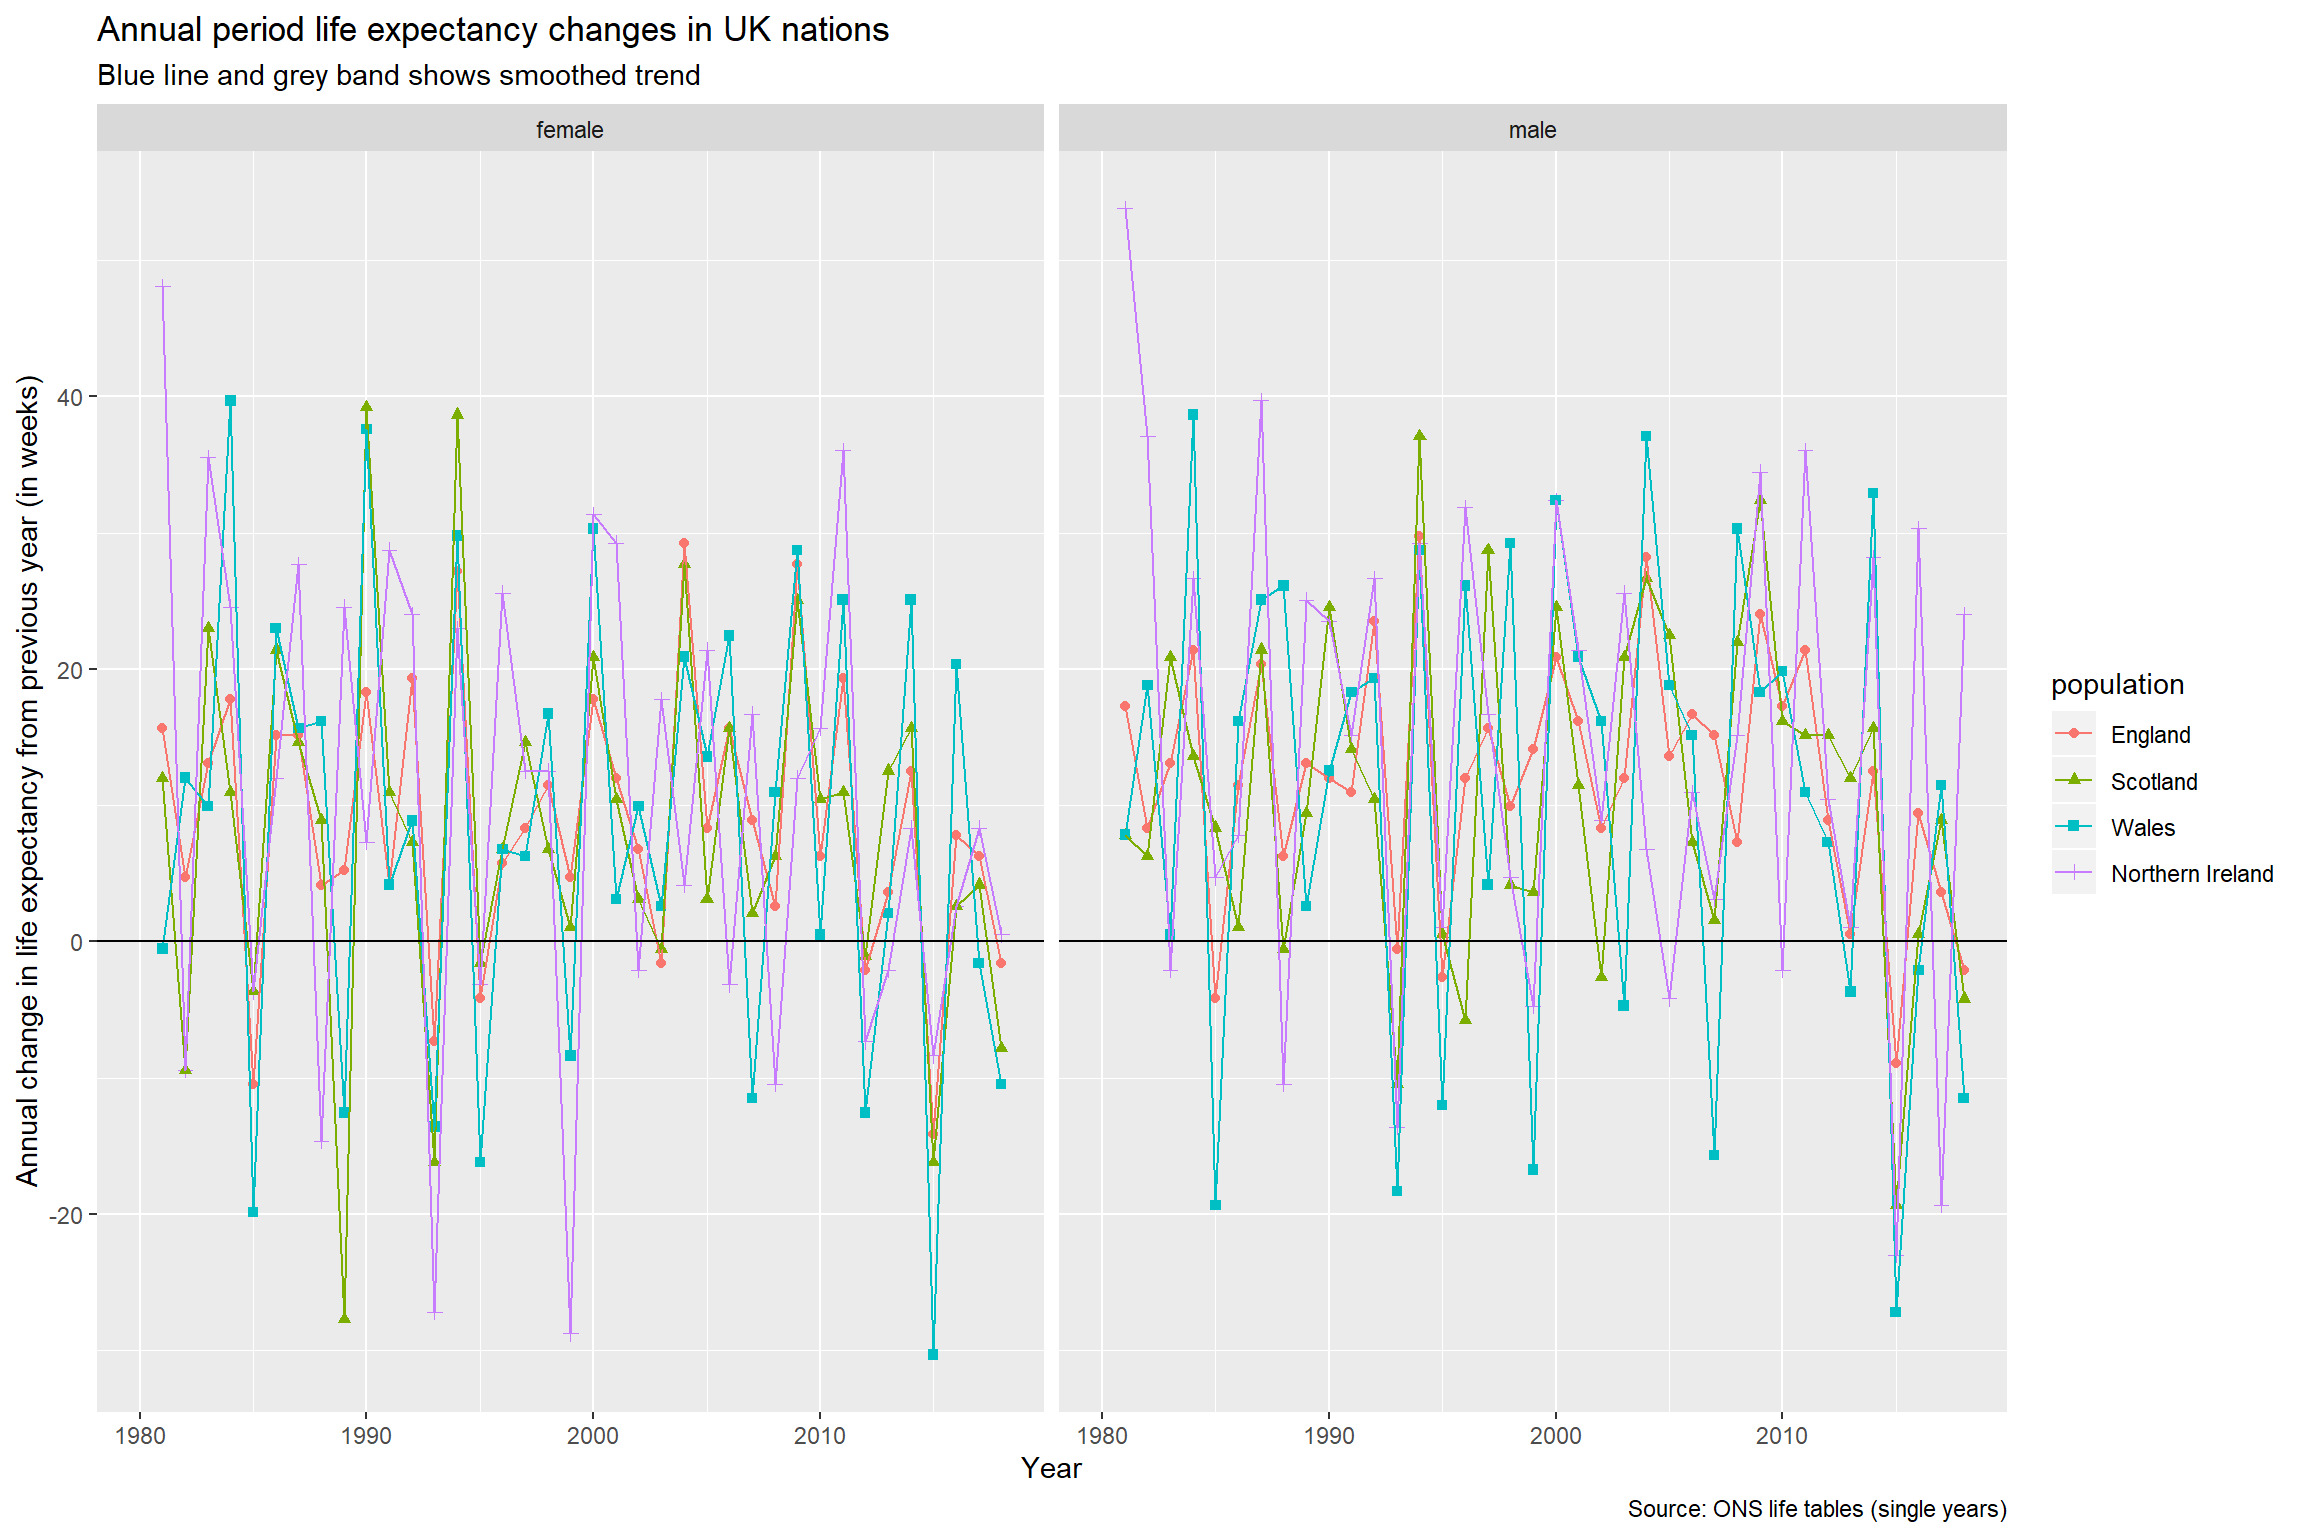 Annual period life expectancy changes in UK nations
Blue line and grey band shows smoothed trend
female
male
Annual change in life expectancy from previous year (in weeks)
40
20
0
-20
1980
1990
2000
2010
1980
1990
2000
2010
Year
population
England
Scotland
Wales
Northern Ireland
Source: ONS life tables (single years)